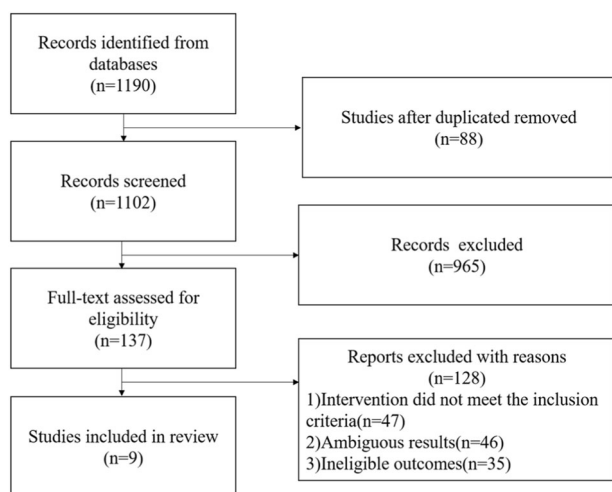 Records identified from
databases
(n=1190)
Studies after duplicated removed
(n=88)
Records screened
(n=1102)
Records excluded
(n=965)
Full-text assessed for
eligibility
(n=137)
Reports excluded with reasons
(n=128)
1)Intervention did not meet the inclusion
criteria(n=47)
2)Ambiguous results(n=46)
3)Ineligible outcomes(n=35)
Studies included in review
(n=9)